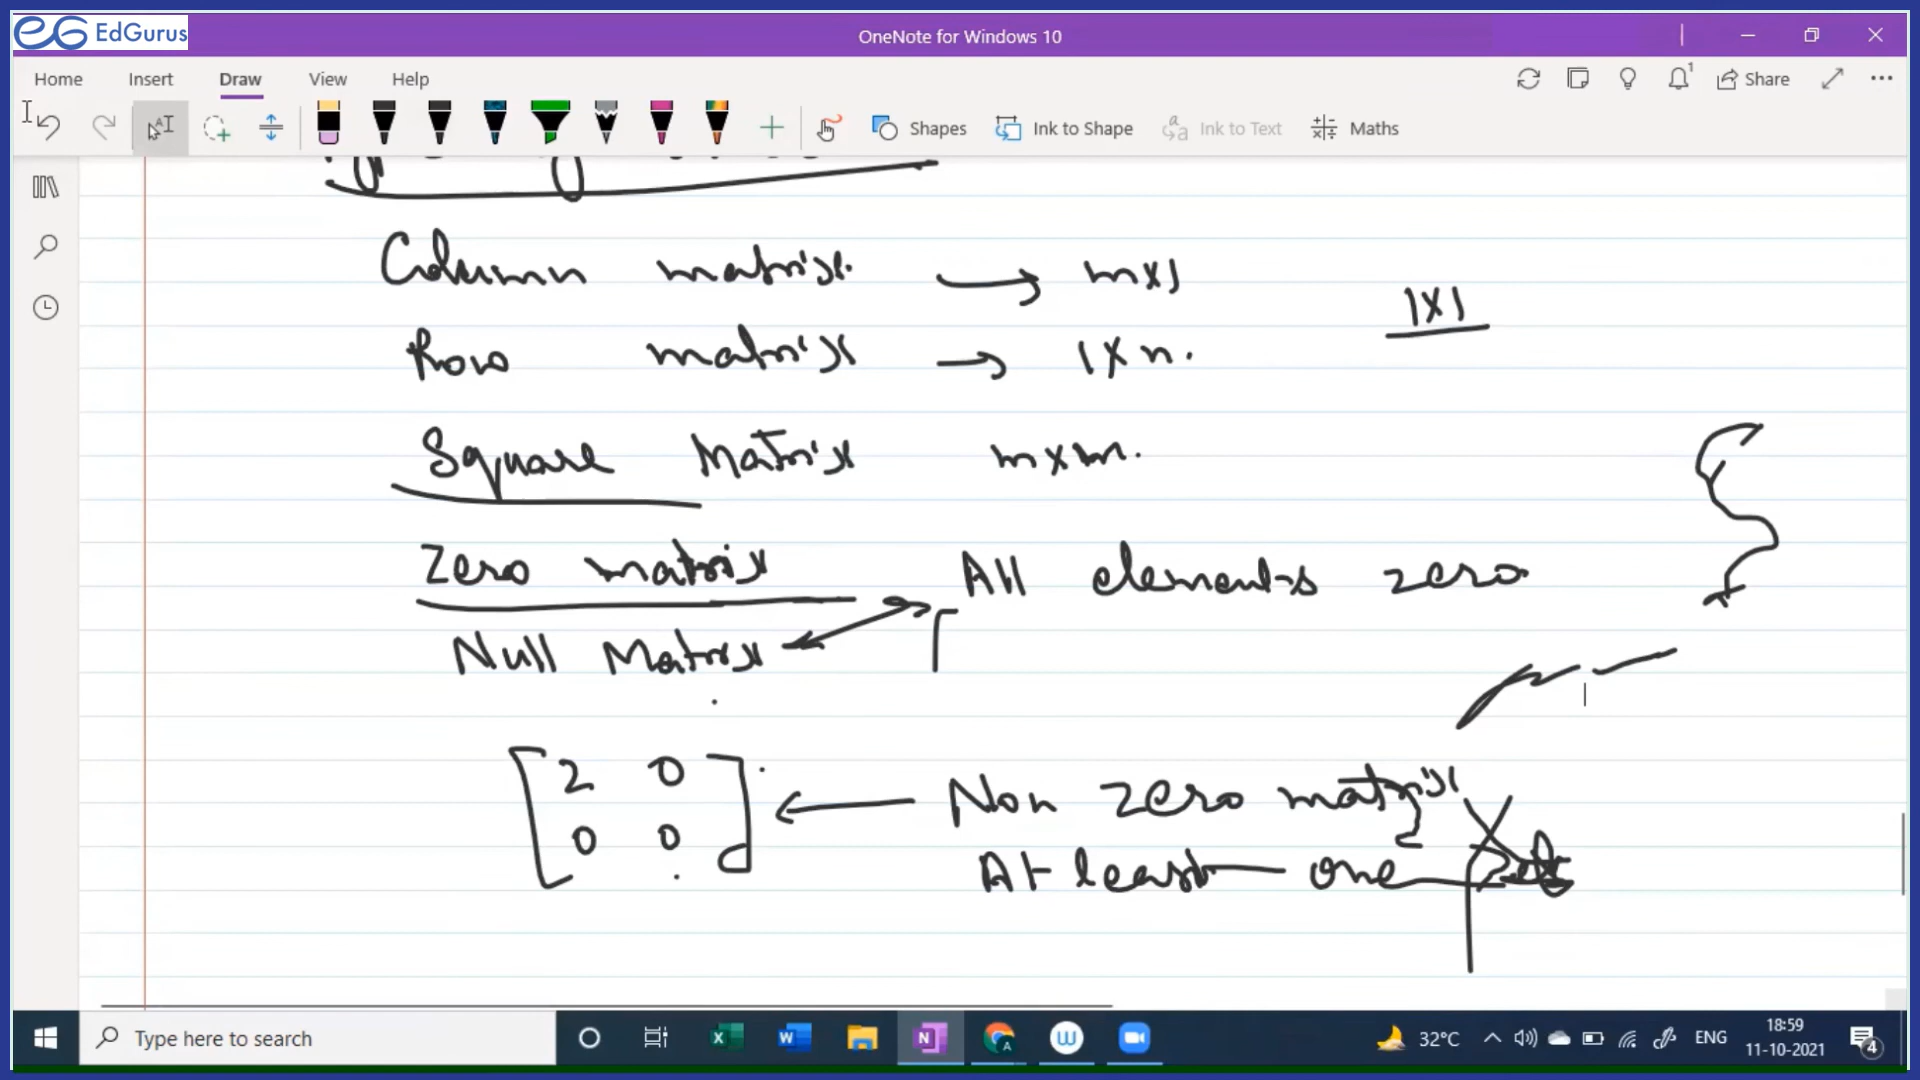 EdGurus
OneNote for Windows 10
Home Insert Draw View Help
1
Share
Shapes Ink to Shape Ink to Text Maths
Column matrix → m×1
1×1
Row matrix → 1×n.
Square Matrix m×m.
Zero matrix All elements zero
Null Matrix
2 0
0 0
← Non zero matrix
At least one
Type here to search
32°C
ENG
18:59
11-10-2021
4